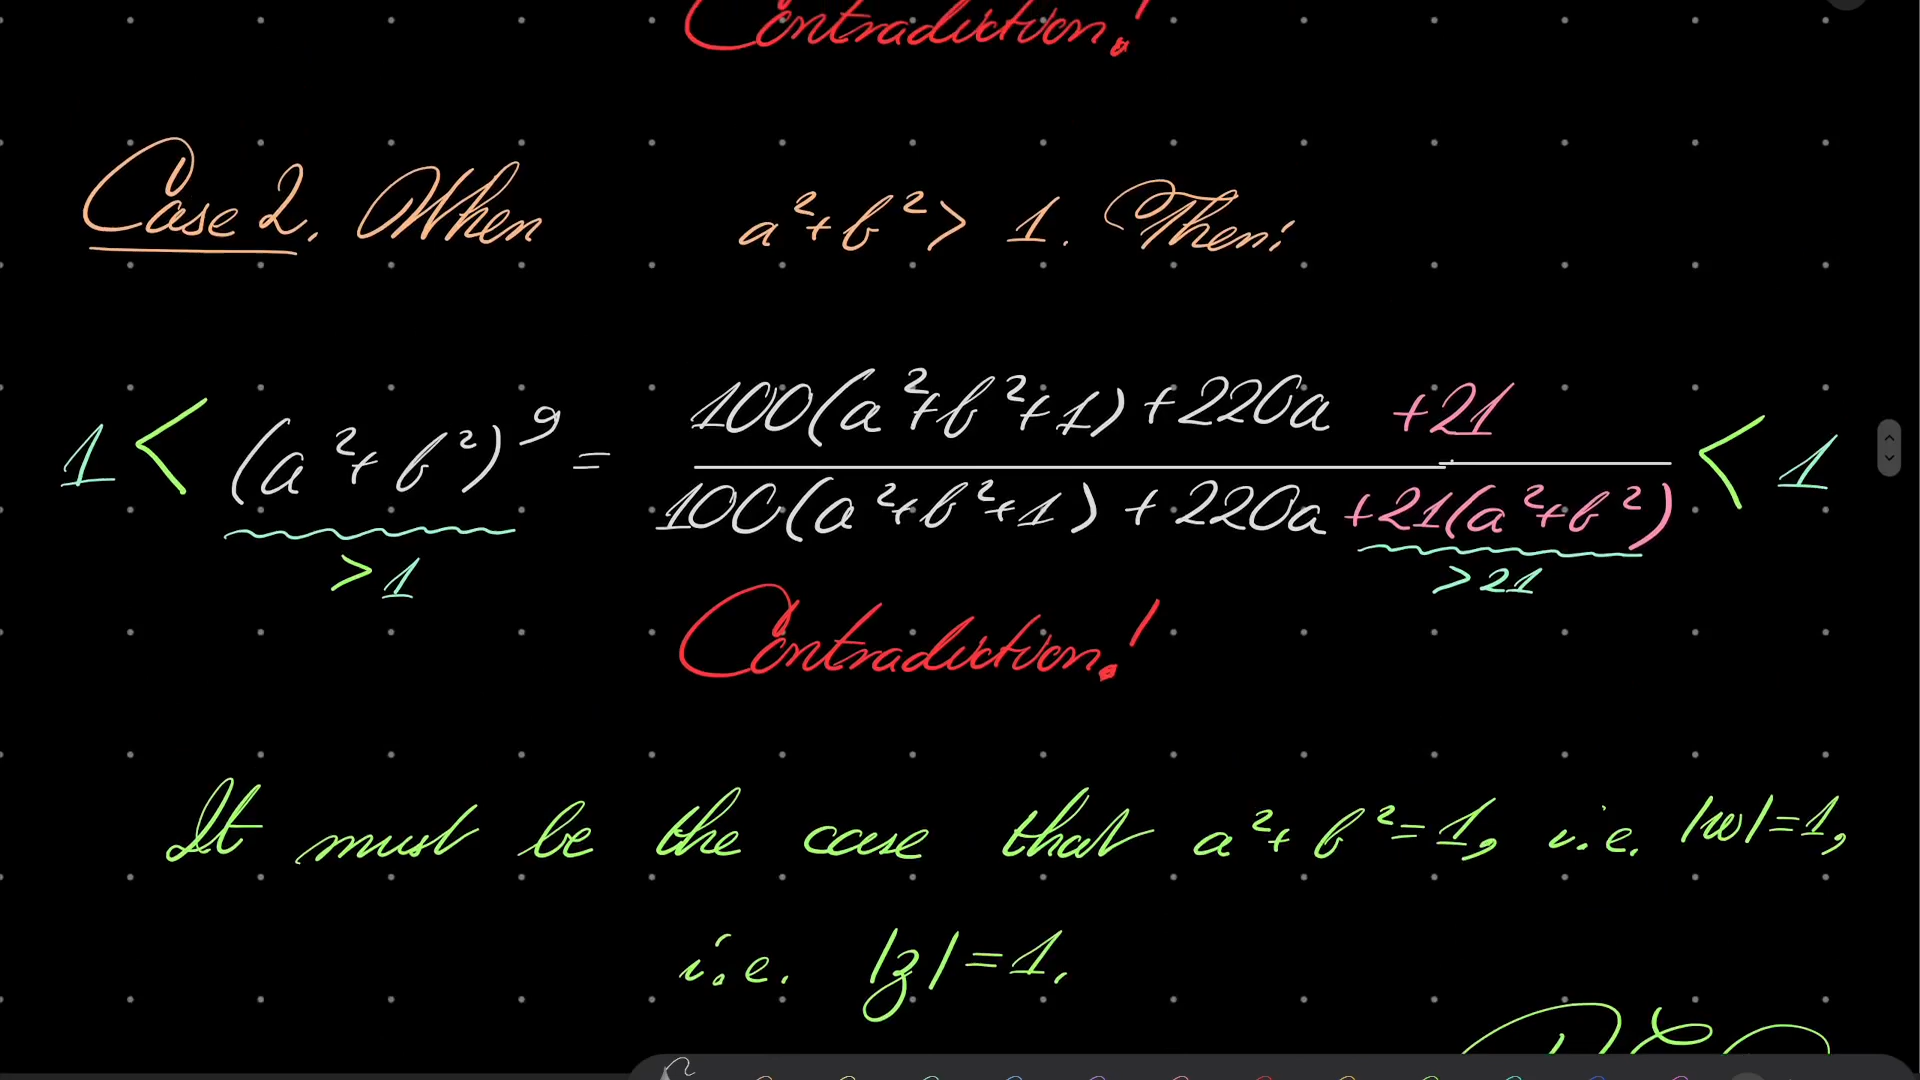 Contradiction!
Case 2. When a²+b² > 1. Then:
1 < (a²+b²)⁹ = \frac{100(a²+b²+1)+220a+21}{100(a²+b²+1)+220a+21(a²+b²)} < 1
>1 >21
Contradiction!
It must be the case that a²+b²=1, i.e. |w|=1,
i.e. |z|=1.